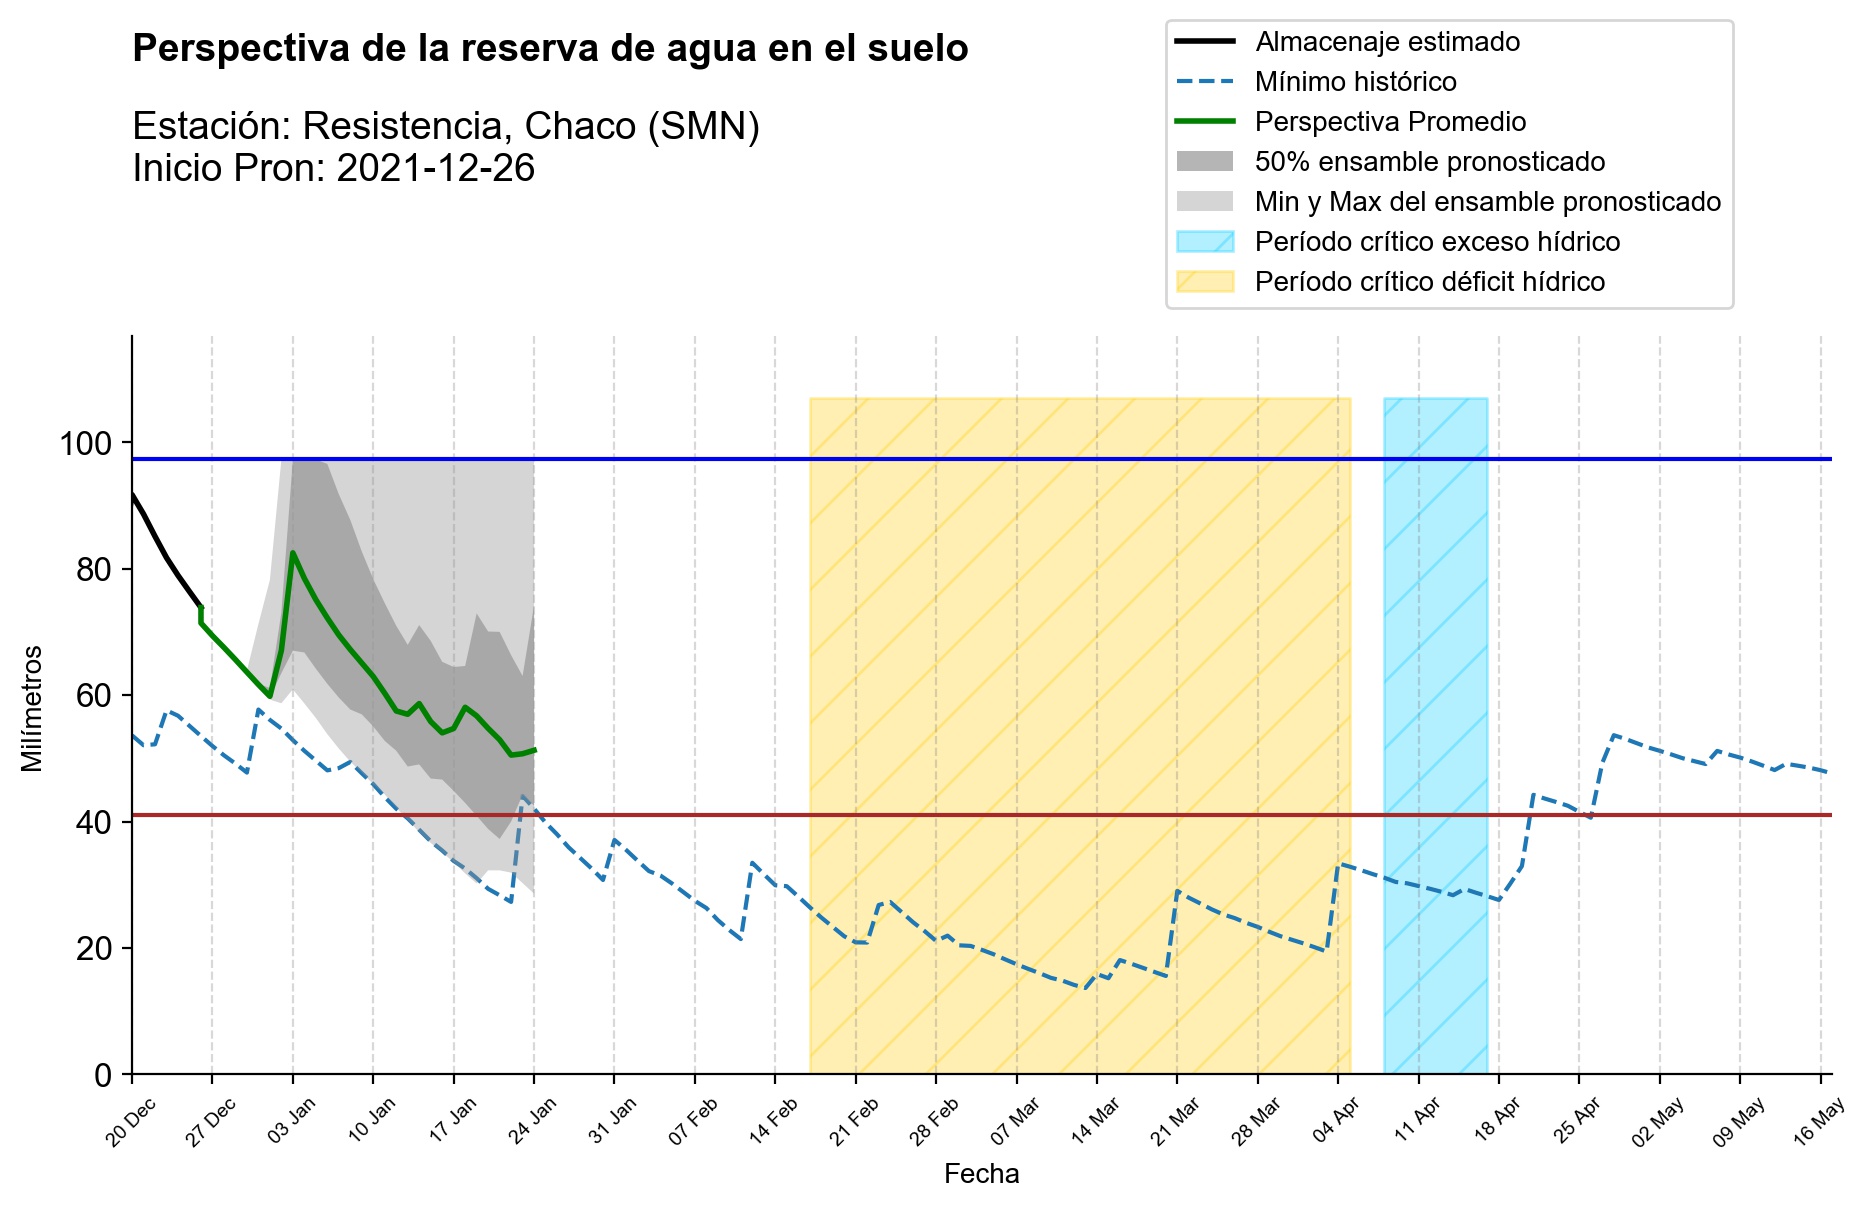 Perspectiva de la reserva de agua en el suelo
Estación: Resistencia, Chaco (SMN)
Inicio Pron: 2021-12-26
Almacenaje estimado
Mínimo histórico
Perspectiva Promedio
50% ensamble pronosticado
Min y Max del ensamble pronosticado
Período crítico exceso hídrico
Período crítico déficit hídrico
Milímetros
100
80
60
40
20
0
20 Dec
27 Dec
03 Jan
10 Jan
17 Jan
24 Jan
31 Jan
07 Feb
14 Feb
21 Feb
28 Feb
07 Mar
14 Mar
21 Mar
28 Mar
04 Apr
11 Apr
18 Apr
25 Apr
02 May
09 May
16 May
Fecha